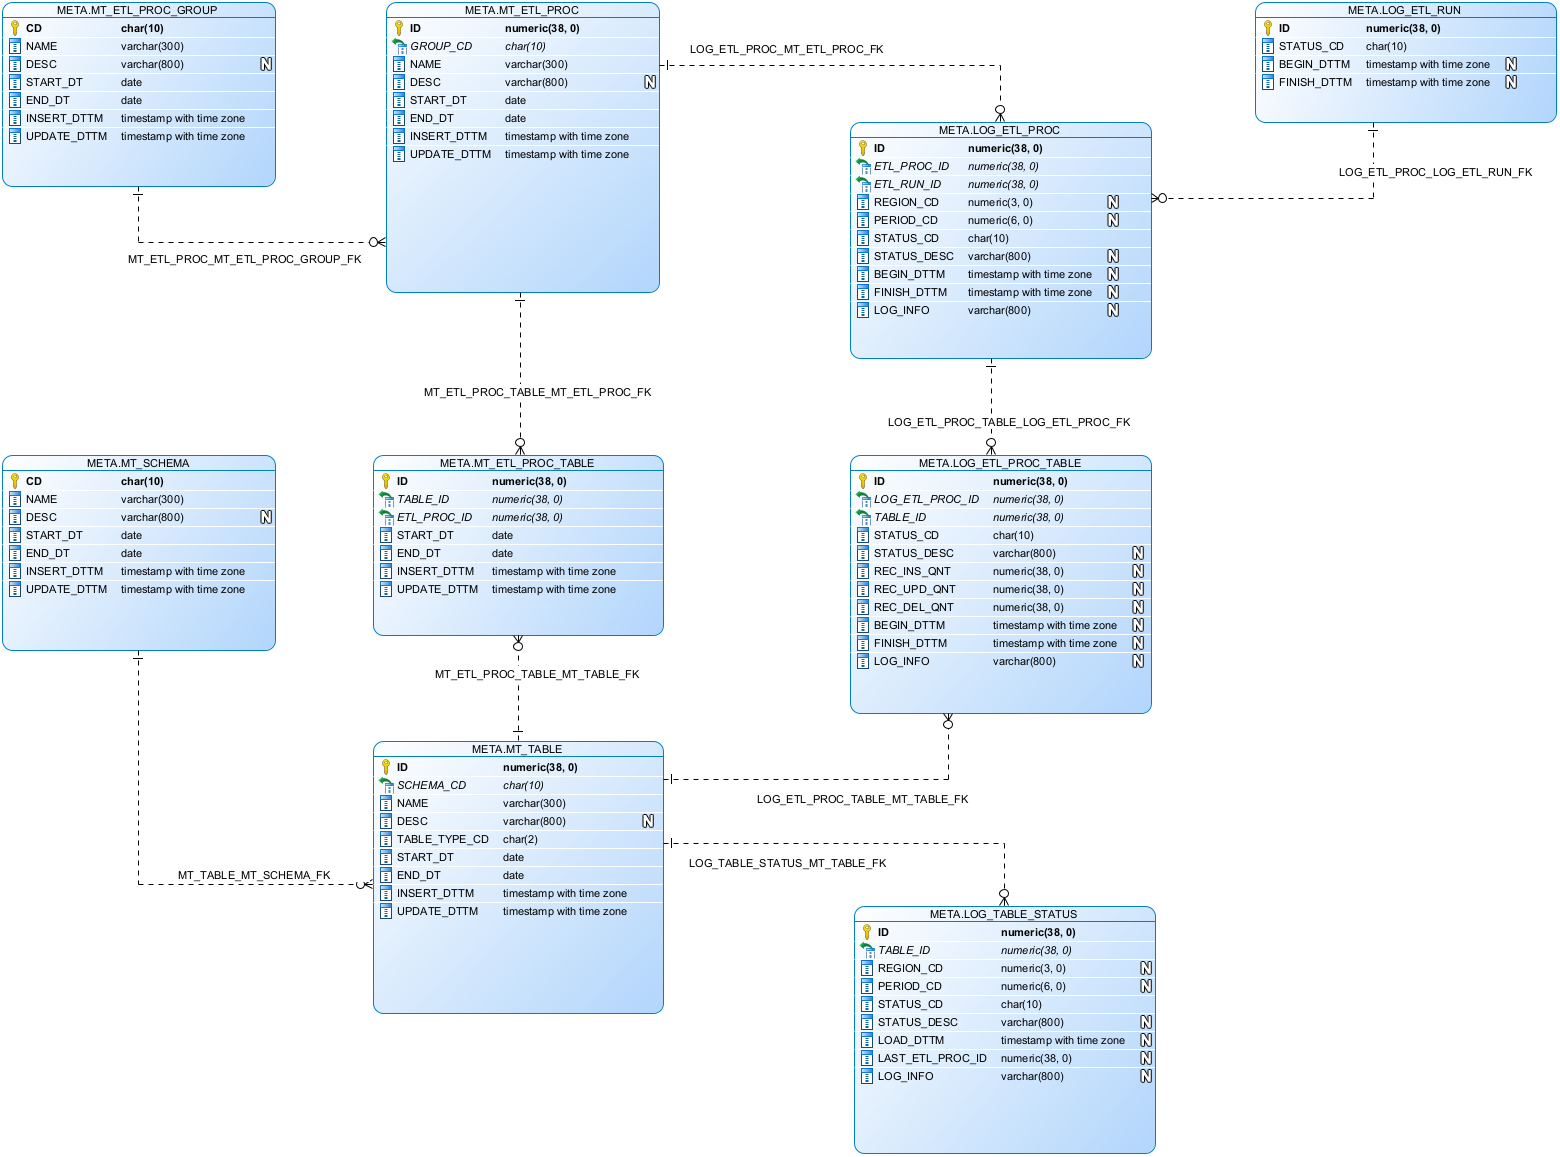 META.MT_ETL_PROC_GROUP
CD char(10)
NAME varchar(300)
DESC varchar(800) N
START_DT date
END_DT date
INSERT_DTTM timestamp with time zone
UPDATE_DTTM timestamp with time zone
META.MT_ETL_PROC
ID numeric(38, 0)
GROUP_CD char(10)
NAME varchar(300)
DESC varchar(800) N
START_DT date
END_DT date
INSERT_DTTM timestamp with time zone
UPDATE_DTTM timestamp with time zone
META.LOG_ETL_RUN
ID numeric(38, 0)
STATUS_CD char(10)
BEGIN_DTTM timestamp with time zone N
FINISH_DTTM timestamp with time zone N
LOG_ETL_PROC_MT_ETL_PROC_FK
META.LOG_ETL_PROC
ID numeric(38, 0)
ETL_PROC_ID numeric(38, 0)
ETL_RUN_ID numeric(38, 0)
REGION_CD numeric(3, 0) N
PERIOD_CD numeric(6, 0) N
STATUS_CD char(10)
STATUS_DESC varchar(800) N
BEGIN_DTTM timestamp with time zone N
FINISH_DTTM timestamp with time zone N
LOG_INFO varchar(800) N
LOG_ETL_PROC_LOG_ETL_RUN_FK
MT_ETL_PROC_MT_ETL_PROC_GROUP_FK
MT_ETL_PROC_TABLE_MT_ETL_PROC_FK
LOG_ETL_PROC_TABLE_LOG_ETL_PROC_FK
META.MT_SCHEMA
CD char(10)
NAME varchar(300)
DESC varchar(800) N
START_DT date
END_DT date
INSERT_DTTM timestamp with time zone
UPDATE_DTTM timestamp with time zone
META.MT_ETL_PROC_TABLE
ID numeric(38, 0)
TABLE_ID numeric(38, 0)
ETL_PROC_ID numeric(38, 0)
START_DT date
END_DT date
INSERT_DTTM timestamp with time zone
UPDATE_DTTM timestamp with time zone
META.LOG_ETL_PROC_TABLE
ID numeric(38, 0)
LOG_ETL_PROC_ID numeric(38, 0)
TABLE_ID numeric(38, 0)
STATUS_CD char(10)
STATUS_DESC varchar(800) N
REC_INS_QNT numeric(38, 0) N
REC_UPD_QNT numeric(38, 0) N
REC_DEL_QNT numeric(38, 0) N
BEGIN_DTTM timestamp with time zone N
FINISH_DTTM timestamp with time zone N
LOG_INFO varchar(800) N
MT_ETL_PROC_TABLE_MT_TABLE_FK
META.MT_TABLE
ID numeric(38, 0)
SCHEMA_CD char(10)
NAME varchar(300)
DESC varchar(800) N
TABLE_TYPE_CD char(2)
START_DT date
END_DT date
INSERT_DTTM timestamp with time zone
UPDATE_DTTM timestamp with time zone
LOG_ETL_PROC_TABLE_MT_TABLE_FK
LOG_TABLE_STATUS_MT_TABLE_FK
MT_TABLE_MT_SCHEMA_FK
META.LOG_TABLE_STATUS
ID numeric(38, 0)
TABLE_ID numeric(38, 0)
REGION_CD numeric(3, 0) N
PERIOD_CD numeric(6, 0) N
STATUS_CD char(10)
STATUS_DESC varchar(800) N
LOAD_DTTM timestamp with time zone N
LAST_ETL_PROC_ID numeric(38, 0) N
LOG_INFO varchar(800) N